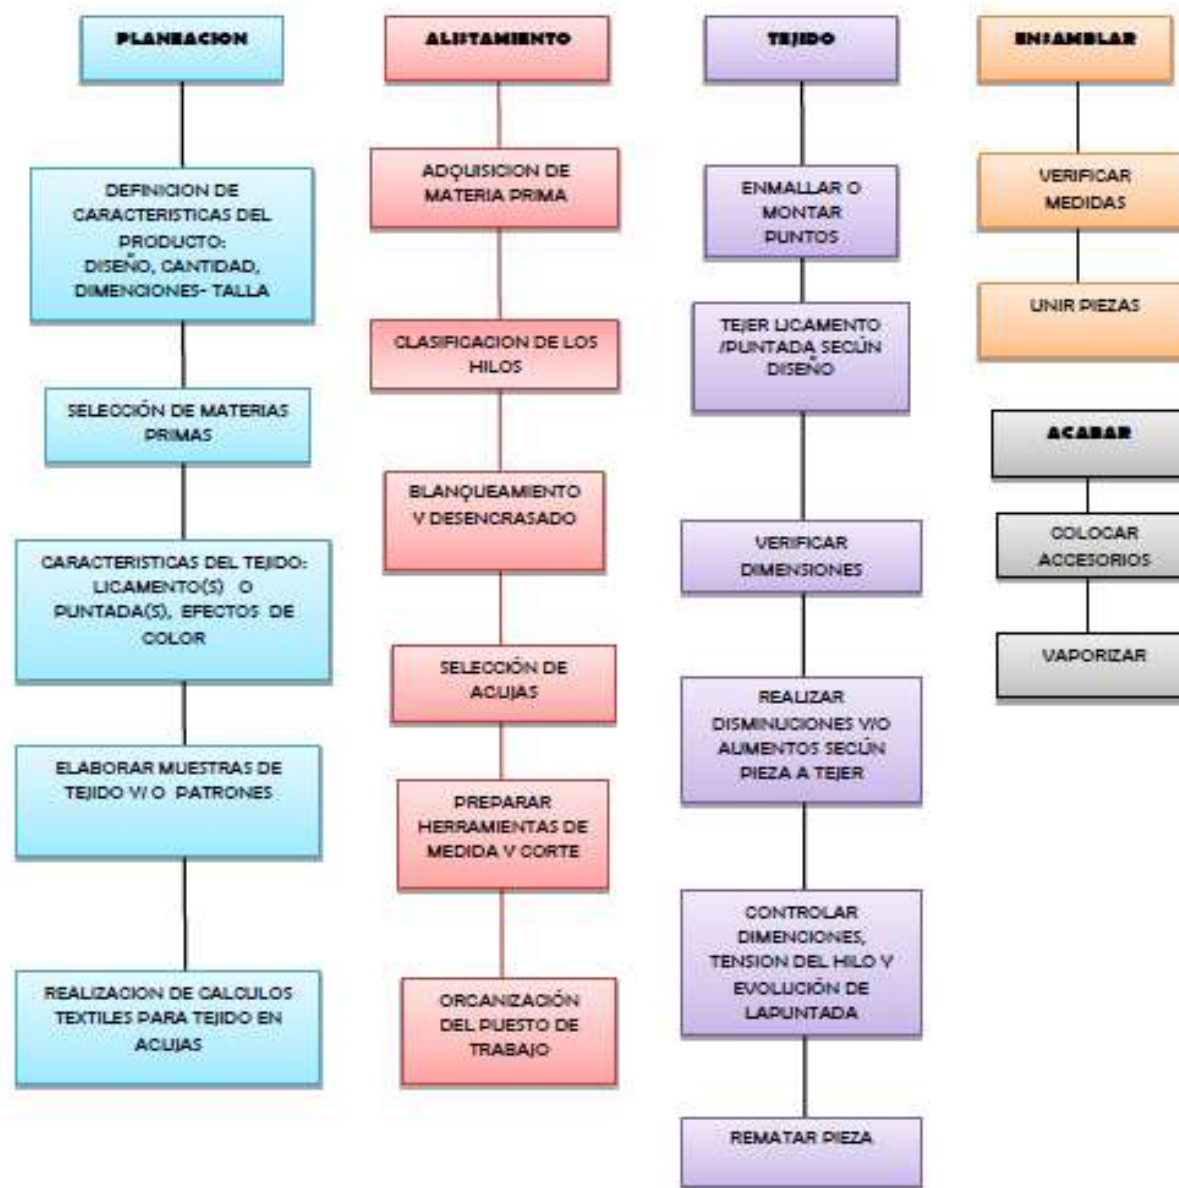 PLANEACION
DEFINICION DE
CARACTERISTICAS DEL
PRODUCTO:
DISEÑO, CANTIDAD,
DIMENCIONES- TALLA
SELECCIÓN DE MATERIAS
PRIMAS
CARACTERISTICAS DEL TEJIDO:
LIGAMENTO(S) O
PUNTADA(S), EFECTOS DE
COLOR
ELABORAR MUESTRAS DE
TEJIDO Y/ O PATRONES
REALIZACION DE CALCULOS
TEXTILES PARA TEJIDO EN
AGUJAS
ALISTAMIENTO
ADQUISICION DE
MATERIA PRIMA
CLASIFICACION DE LOS
HILOS
BLANQUEAMIENTO
Y DESENGRASADO
SELECCIÓN DE
AGUJAS
PREPARAR
HERRAMIENTAS DE
MEDIDA Y CORTE
ORGANIZACIÓN
DEL PUESTO DE
TRABAJO
TEJIDO
ENMALLAR O
MONTAR
PUNTOS
TEJER LIGAMENTO
/PUNTADA SEGÚN
DISEÑO
VERIFICAR
DIMENSIONES
REALIZAR
DISMINUCIONES Y/O
AUMENTOS SEGÚN
PIEZA A TEJER
CONTROLAR
DIMENCIONES,
TENSION DEL HILO Y
EVOLUCIÓN DE
LAPUNTADA
REMATAR PIEZA
ENSAMBLAR
VERIFICAR
MEDIDAS
UNIR PIEZAS
ACABAR
COLOCAR
ACCESORIOS
VAPORIZAR